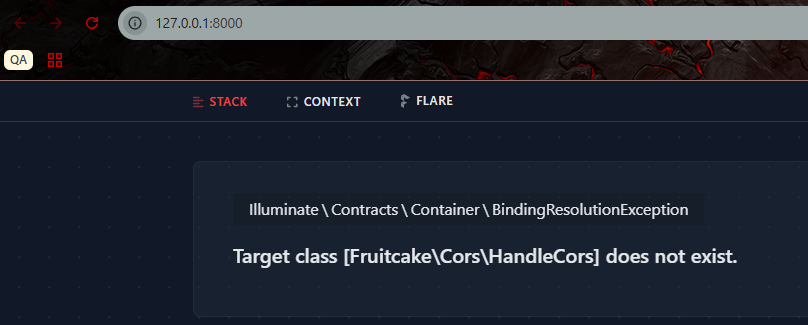 127.0.0.1:8000
QA
STACK CONTEXT FLARE
Illuminate \ Contracts \ Container \ BindingResolutionException
Target class [Fruitcake\Cors\HandleCors] does not exist.